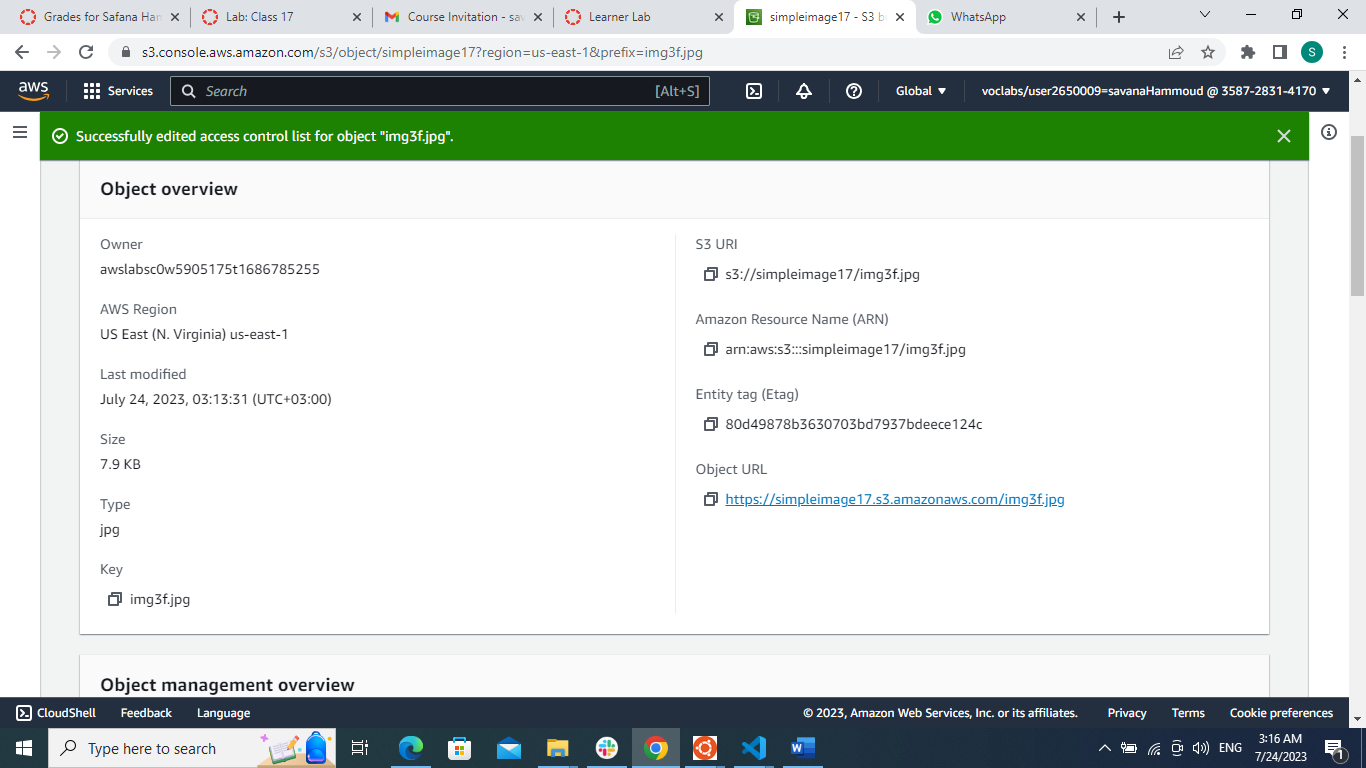 Grades for Safana Han
Lab: Class 17
Course Invitation - sav
Learner Lab
simpleimage17 - S3 b
WhatsApp
s3.console.aws.amazon.com/s3/object/simpleimage17?region=us-east-1&prefix=img3f.jpg
S
aws
Services
Search
[Alt+S]
Global
voclabs/user2650009=savanaHammoud @ 3587-2831-4170
Successfully edited access control list for object "img3f.jpg".
Object overview
Owner
awslabsc0w5905175t1686785255
AWS Region
US East (N. Virginia) us-east-1
Last modified
July 24, 2023, 03:13:31 (UTC+03:00)
Size
7.9 KB
Type
jpg
Key
img3f.jpg
S3 URI
s3://simpleimage17/img3f.jpg
Amazon Resource Name (ARN)
arn:aws:s3:::simpleimage17/img3f.jpg
Entity tag (Etag)
80d49878b3630703bd7937bdeece124c
Object URL
https://simpleimage17.s3.amazonaws.com/img3f.jpg
Object management overview
CloudShell
Feedback
Language
© 2023, Amazon Web Services, Inc. or its affiliates.
Privacy
Terms
Cookie preferences
Type here to search
ENG
3:16 AM
7/24/2023
1